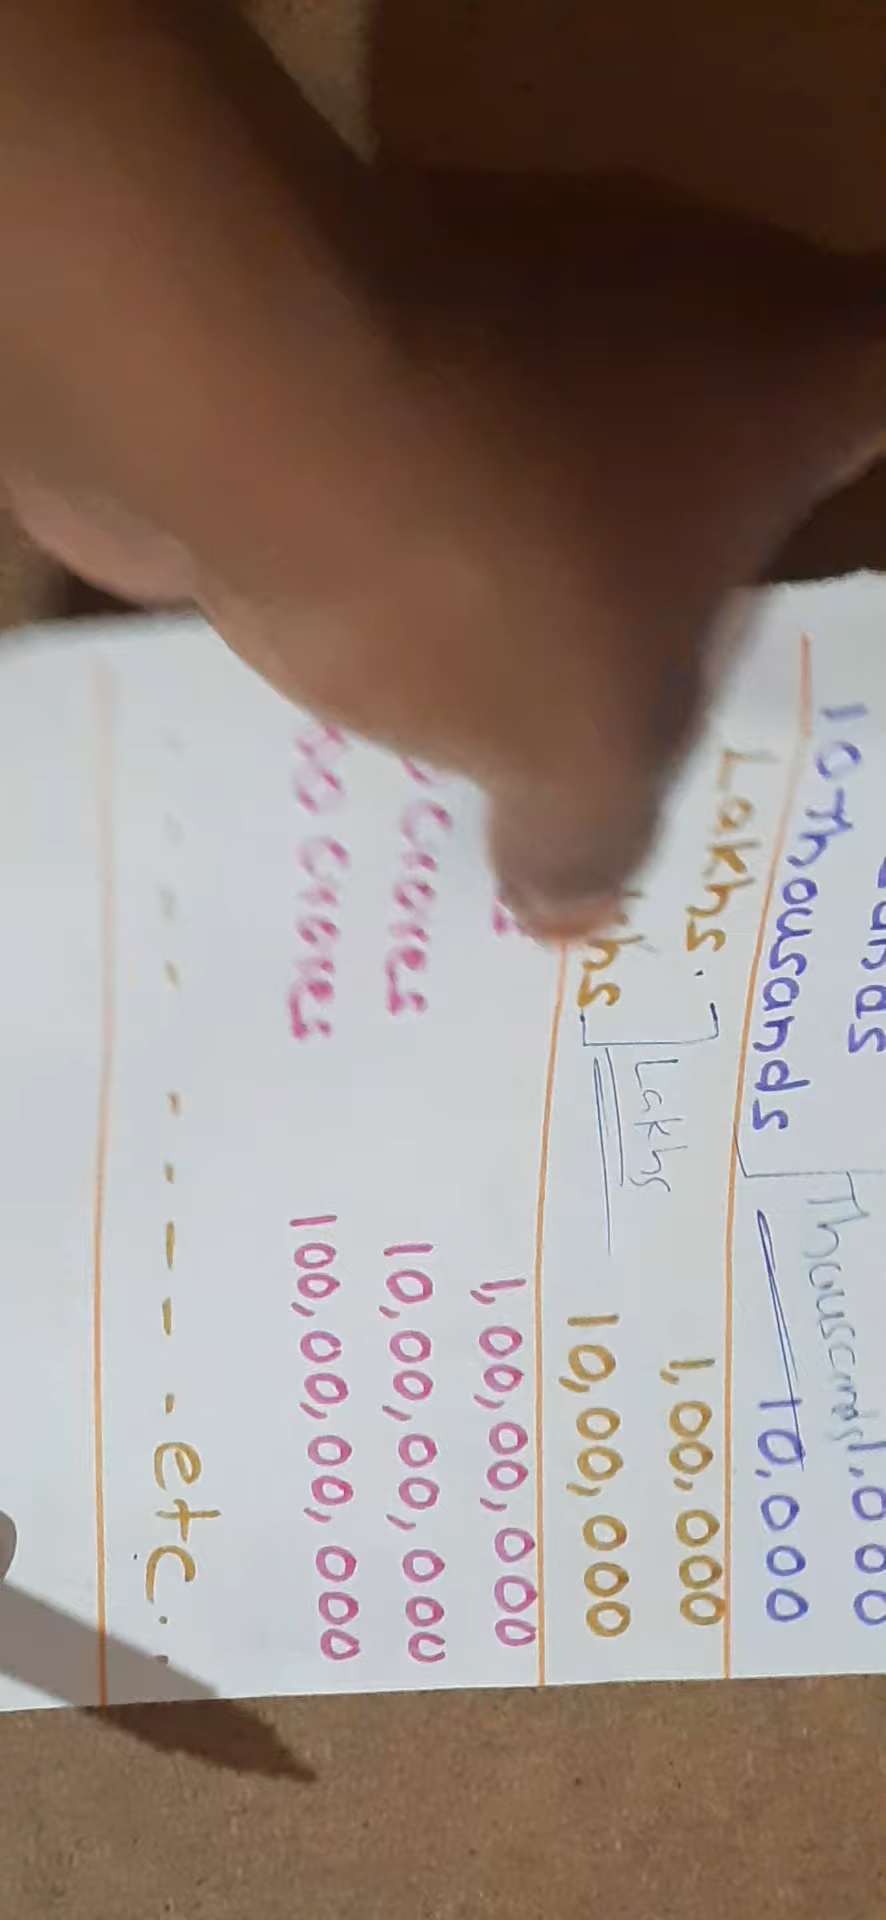 1,000
10 Thousands 10,000
Thousands
Lakhs. 1,00,000
Lakhs
10,00,000
1,00,00,000
Crores 10,00,00,000
Crores 100,00,00,000
- - - - - - - - - etc...